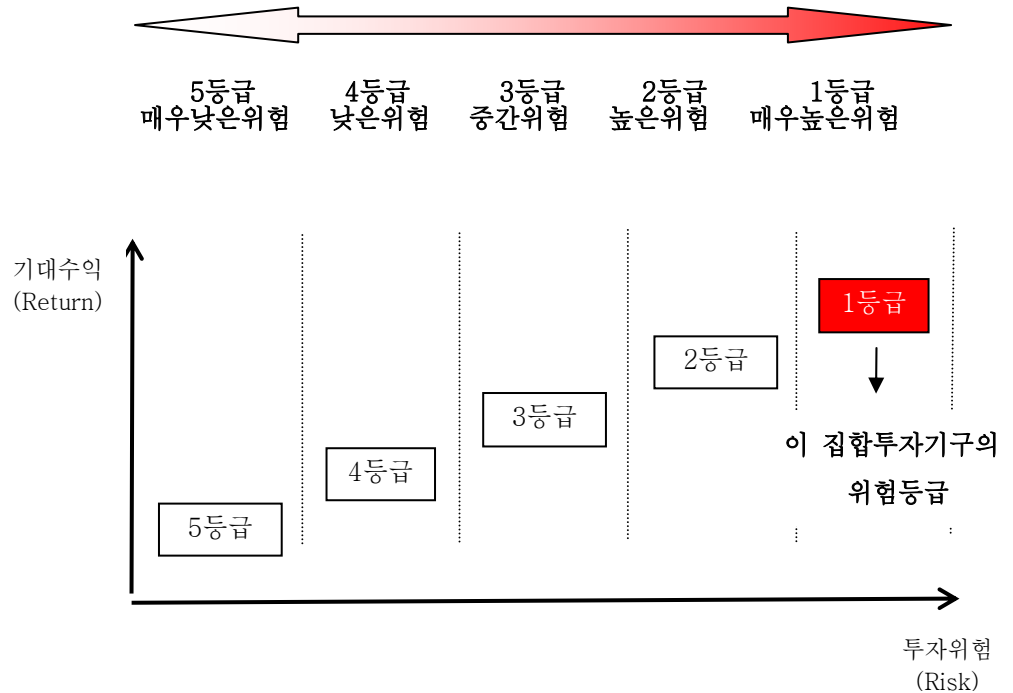 5등급
매우낮은위험
4등급
낮은위험
3등급
중간위험
2등급
높은위험
1등급
매우높은위험
기대수익
(Return)
1등급
2등급
3등급
4등급
5등급
이 집합투자기구의
위험등급
투자위험
(Risk)